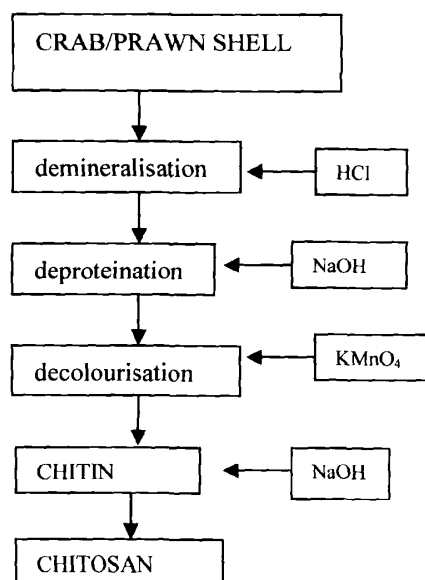 CRAB/PRAWN SHELL
demineralisation
HCl
deproteination
NaOH
decolourisation
KMnO₄
CHITIN
NaOH
CHITOSAN